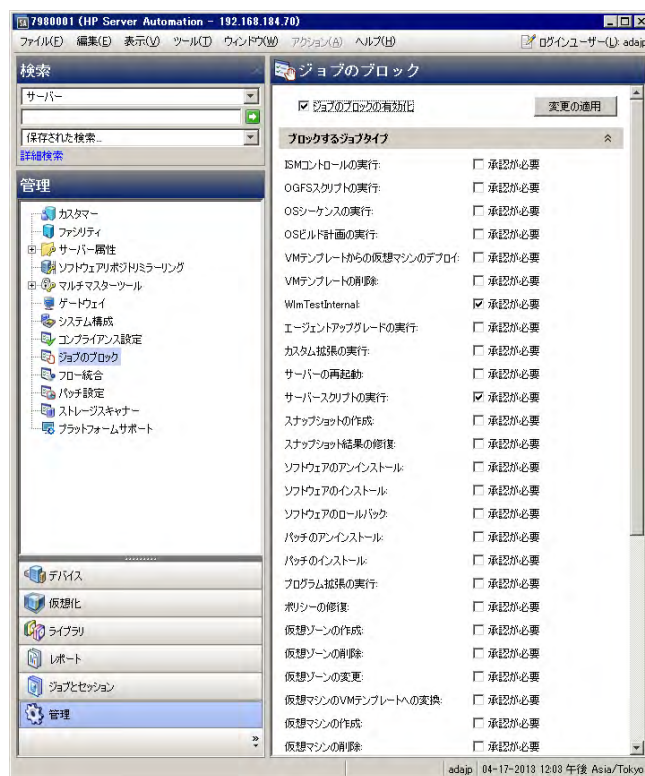 7980001 (HP Server Automation - 192.168.184.70)
ファイル(F) 編集(E) 表示(V) ツール(T) ウィンドウ(W) アクション(A) ヘルプ(H) ログインユーザー(L): adajp
検索
サーバー
保存された検索...
詳細検索
管理
カスタマー
ファシリティ
サーバー属性
ソフトウェアリポジトリミラーリング
マルチマスターツール
ゲートウェイ
システム構成
コンプライアンス設定
ジョブのブロック
フロー統合
パッチ設定
ストレージスキャナー
プラットフォームサポート
デバイス
仮想化
ライブラリ
レポート
ジョブとセッション
管理
ジョブのブロック
ジョブのブロックの有効化 変更の適用
ブロックするジョブタイプ
ISMコントロールの実行: 承認が必要
OGFSスクリプトの実行: 承認が必要
OSシーケンスの実行: 承認が必要
OSビルド計画の実行: 承認が必要
VMテンプレートからの仮想マシンのデプロイ: 承認が必要
VMテンプレートの削除: 承認が必要
WlmTestInternal: 承認が必要
エージェントアップグレードの実行: 承認が必要
カスタム拡張の実行: 承認が必要
サーバーの再起動: 承認が必要
サーバースクリプトの実行: 承認が必要
スナップショットの作成: 承認が必要
スナップショット結果の修復: 承認が必要
ソフトウェアのアンインストール: 承認が必要
ソフトウェアのインストール: 承認が必要
ソフトウェアのロールバック: 承認が必要
パッチのアンインストール: 承認が必要
パッチのインストール: 承認が必要
プログラム拡張の実行: 承認が必要
ポリシーの修復: 承認が必要
仮想ゾーンの作成: 承認が必要
仮想ゾーンの削除: 承認が必要
仮想ゾーンの変更: 承認が必要
仮想マシンのVMテンプレートへの変換: 承認が必要
仮想マシンの作成: 承認が必要
仮想マシンの削除: 承認が必要
adajp 04-17-2013 12:03 午後 Asia/Tokyo